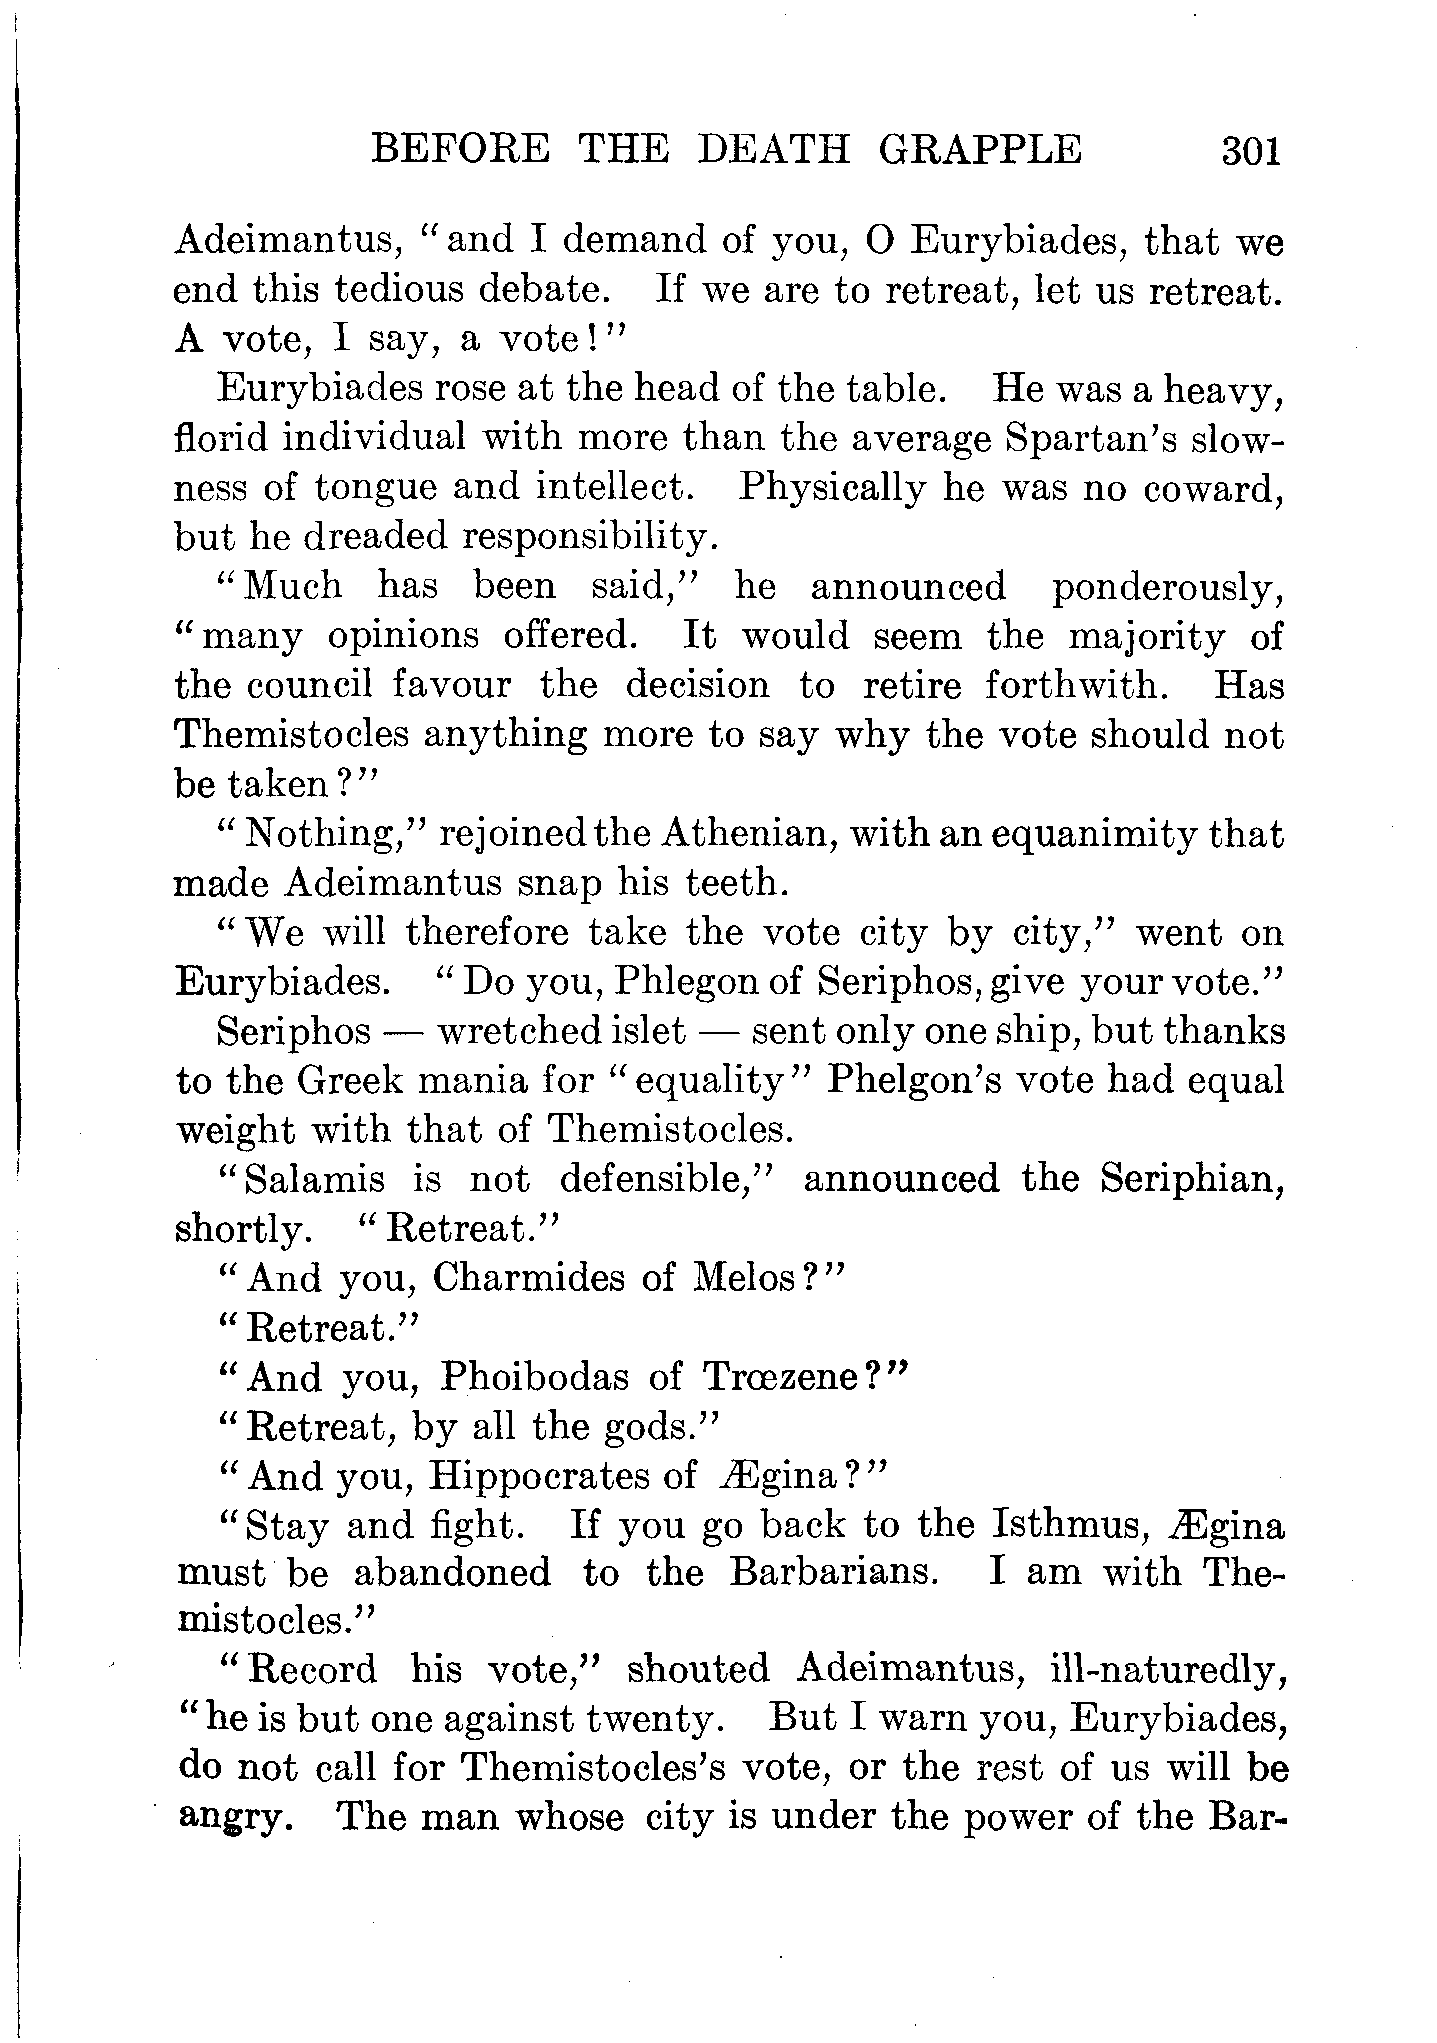 BEFORE THE DEATH GRAPPLE 301
Adeimantus, "and I demand of you, O Eurybiades, that we
end this tedious debate. If we are to retreat, let us retreat.
A vote, I say, a vote!"
Eurybiades rose at the head of the table. He was a heavy,
florid individual with more than the average Spartan's slow-
ness of tongue and intellect. Physically he was no coward,
but he dreaded responsibility.
"Much has been said," he announced ponderously,
"many opinions offered. It would seem the majority of
the council favour the decision to retire forthwith. Has
Themistocles anything more to say why the vote should not
be taken?"
"Nothing," rejoined the Athenian, with an equanimity that
made Adeimantus snap his teeth.
"We will therefore take the vote city by city," went on
Eurybiades. "Do you, Phlegon of Seriphos, give your vote."
Seriphos — wretched islet — sent only one ship, but thanks
to the Greek mania for "equality" Phelgon's vote had equal
weight with that of Themistocles.
"Salamis is not defensible," announced the Seriphian,
shortly. "Retreat."
"And you, Charmides of Melos?"
"Retreat."
"And you, Phoibodas of Trœzene?"
"Retreat, by all the gods."
"And you, Hippocrates of Ægina?"
"Stay and fight. If you go back to the Isthmus, Ægina
must be abandoned to the Barbarians. I am with The-
mistocles."
"Record his vote," shouted Adeimantus, ill-naturedly,
"he is but one against twenty. But I warn you, Eurybiades,
do not call for Themistocles's vote, or the rest of us will be
angry. The man whose city is under the power of the Bar-